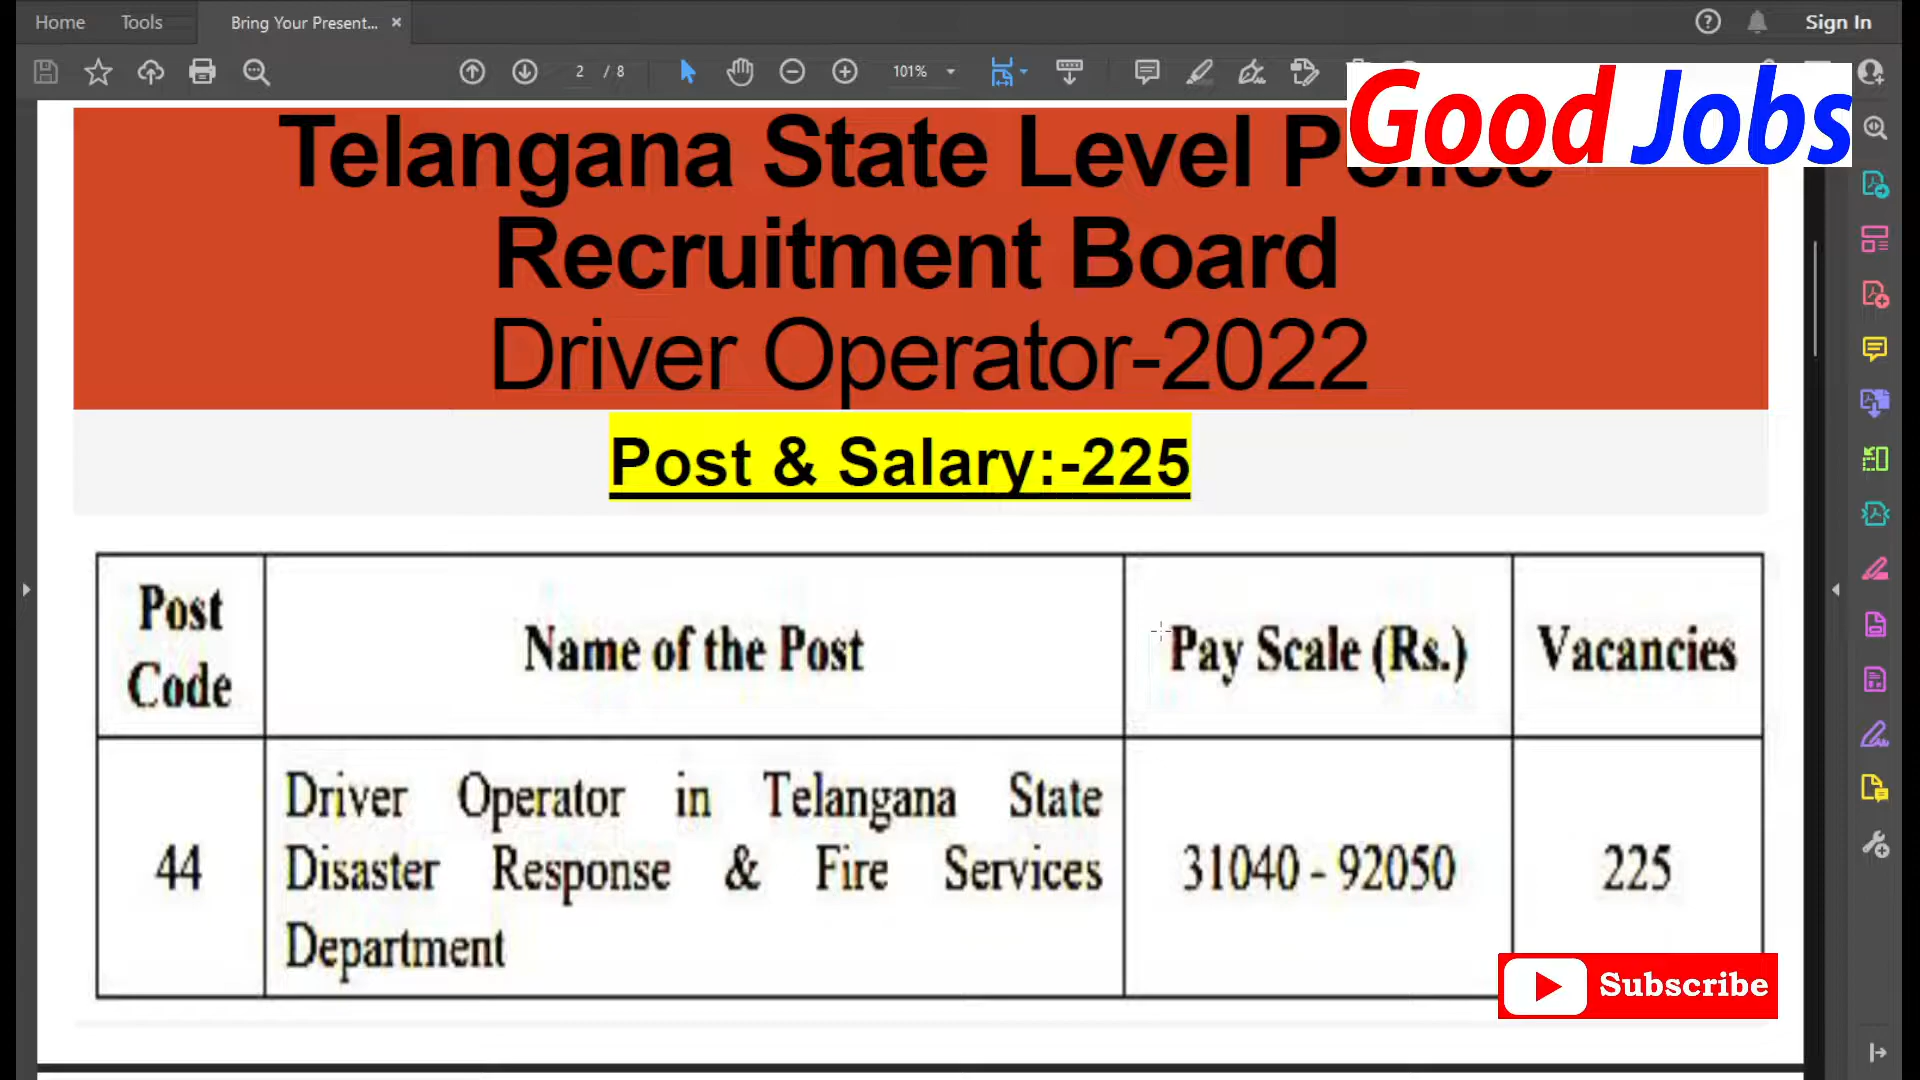 Home Tools Bring Your Present... × Sign In
2 / 8 101%
Good Jobs
Telangana State Level Police
Recruitment Board
Driver Operator-2022
Post & Salary:-225
Post Code Name of the Post Pay Scale (Rs.) Vacancies
44 Driver Operator in Telangana State Disaster Response & Fire Services Department 31040 - 92050 225
Subscribe